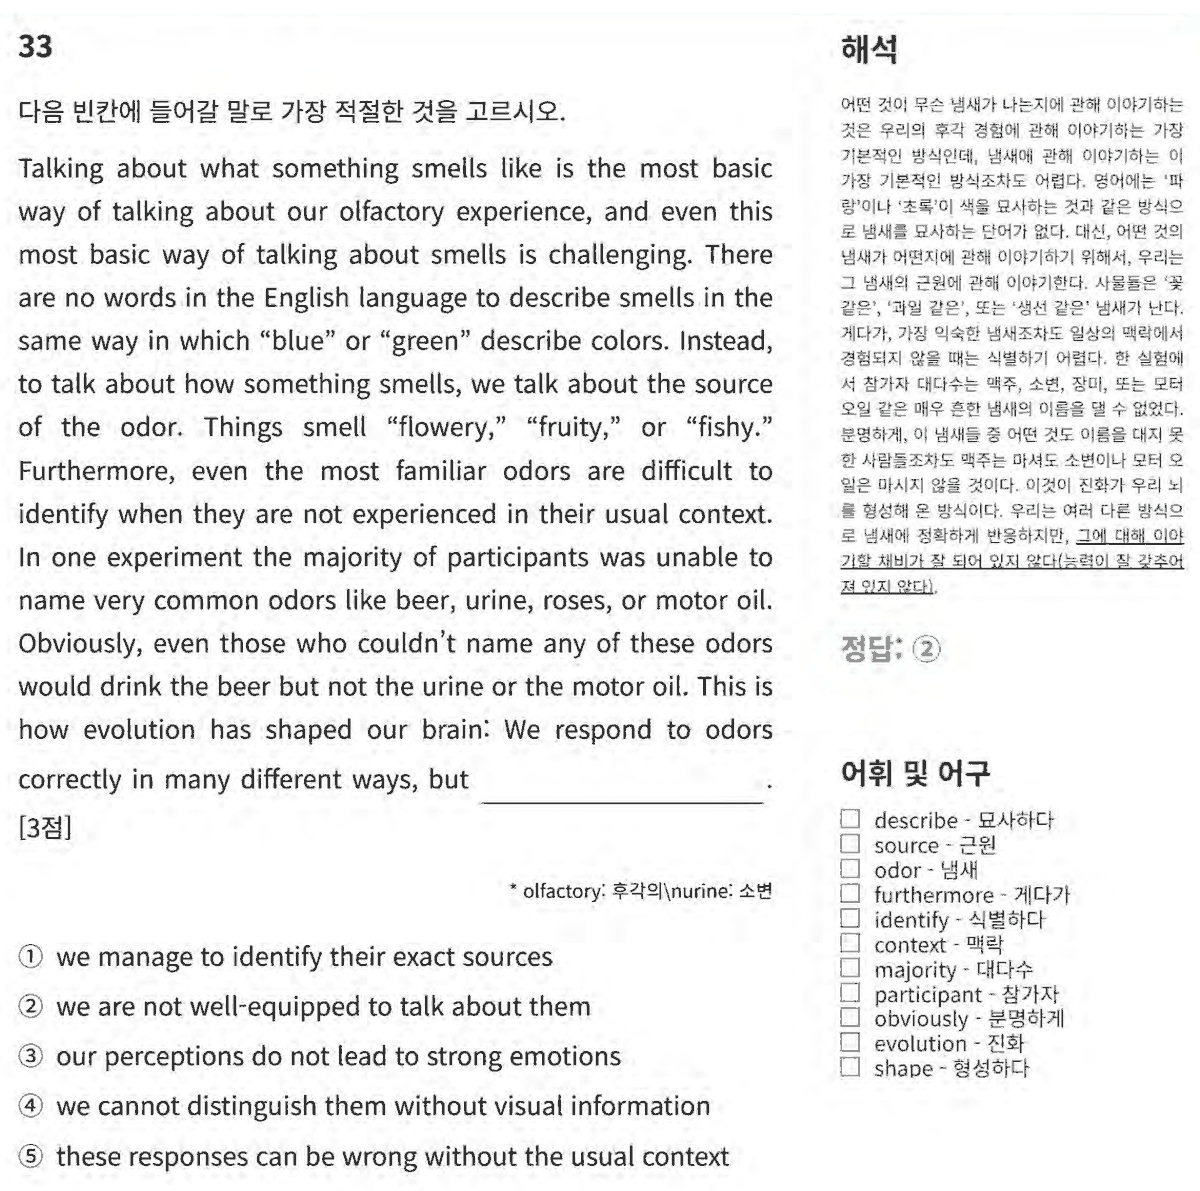 33
다음 빈칸에 들어갈 말로 가장 적절한 것을 고르시오.
Talking about what something smells like is the most basic
way of talking about our olfactory experience, and even this
most basic way of talking about smells is challenging. There
are no words in the English language to describe smells in the
same way in which “blue” or “green” describe colors. Instead,
to talk about how something smells, we talk about the source
of the odor. Things smell “flowery,” “fruity,” or “fishy.”
Furthermore, even the most familiar odors are difficult to
identify when they are not experienced in their usual context.
In one experiment the majority of participants was unable to
name very common odors like beer, urine, roses, or motor oil.
Obviously, even those who couldn’t name any of these odors
would drink the beer but not the urine or the motor oil. This is
how evolution has shaped our brain: We respond to odors
correctly in many different ways, but ____________ .
[3점]
* olfactory: 후각의\nurine: 소변
① we manage to identify their exact sources
② we are not well-equipped to talk about them
③ our perceptions do not lead to strong emotions
④ we cannot distinguish them without visual information
⑤ these responses can be wrong without the usual context
해석
어떤 것이 무슨 냄새가 나는지에 관해 이야기하는
것은 우리의 후각 경험에 관해 이야기하는 가장
기본적인 방식인데, 냄새에 관해 이야기하는 이
가장 기본적인 방식조차도 어렵다. 영어에는 ‘파
랑’이나 ‘초록’이 색을 묘사하는 것과 같은 방식으
로 냄새를 묘사하는 단어가 없다. 대신, 어떤 것의
냄새가 어떤지에 관해 이야기하기 위해서, 우리는
그 냄새의 근원에 관해 이야기한다. 사물들은 ‘꽃
같은’, ‘과일 같은’, 또는 ‘생선 같은’ 냄새가 난다.
게다가, 가장 익숙한 냄새조차도 일상의 맥락에서
경험되지 않을 때는 식별하기 어렵다. 한 실험에
서 참가자 대다수는 맥주, 소변, 장미, 또는 모터
오일 같은 매우 흔한 냄새의 이름을 댈 수 없었다.
분명하게, 이 냄새들 중 어떤 것도 이름을 대지 못
한 사람들조차도 맥주는 마셔도 소변이나 모터 오
일은 마시지 않을 것이다. 이것이 진화가 우리 뇌
를 형성해 온 방식이다. 우리는 여러 다른 방식으
로 냄새에 정확하게 반응하지만, 그에 대해 이야
기할 채비가 잘 되어 있지 않다(능력이 잘 갖추어
져 있지 않다).
정답: ②
어휘 및 어구
□ describe - 묘사하다
□ source - 근원
□ odor - 냄새
□ furthermore - 게다가
□ identify - 식별하다
□ context - 맥락
□ majority - 대다수
□ participant - 참가자
□ obviously - 분명하게
□ evolution - 진화
□ shape - 형성하다